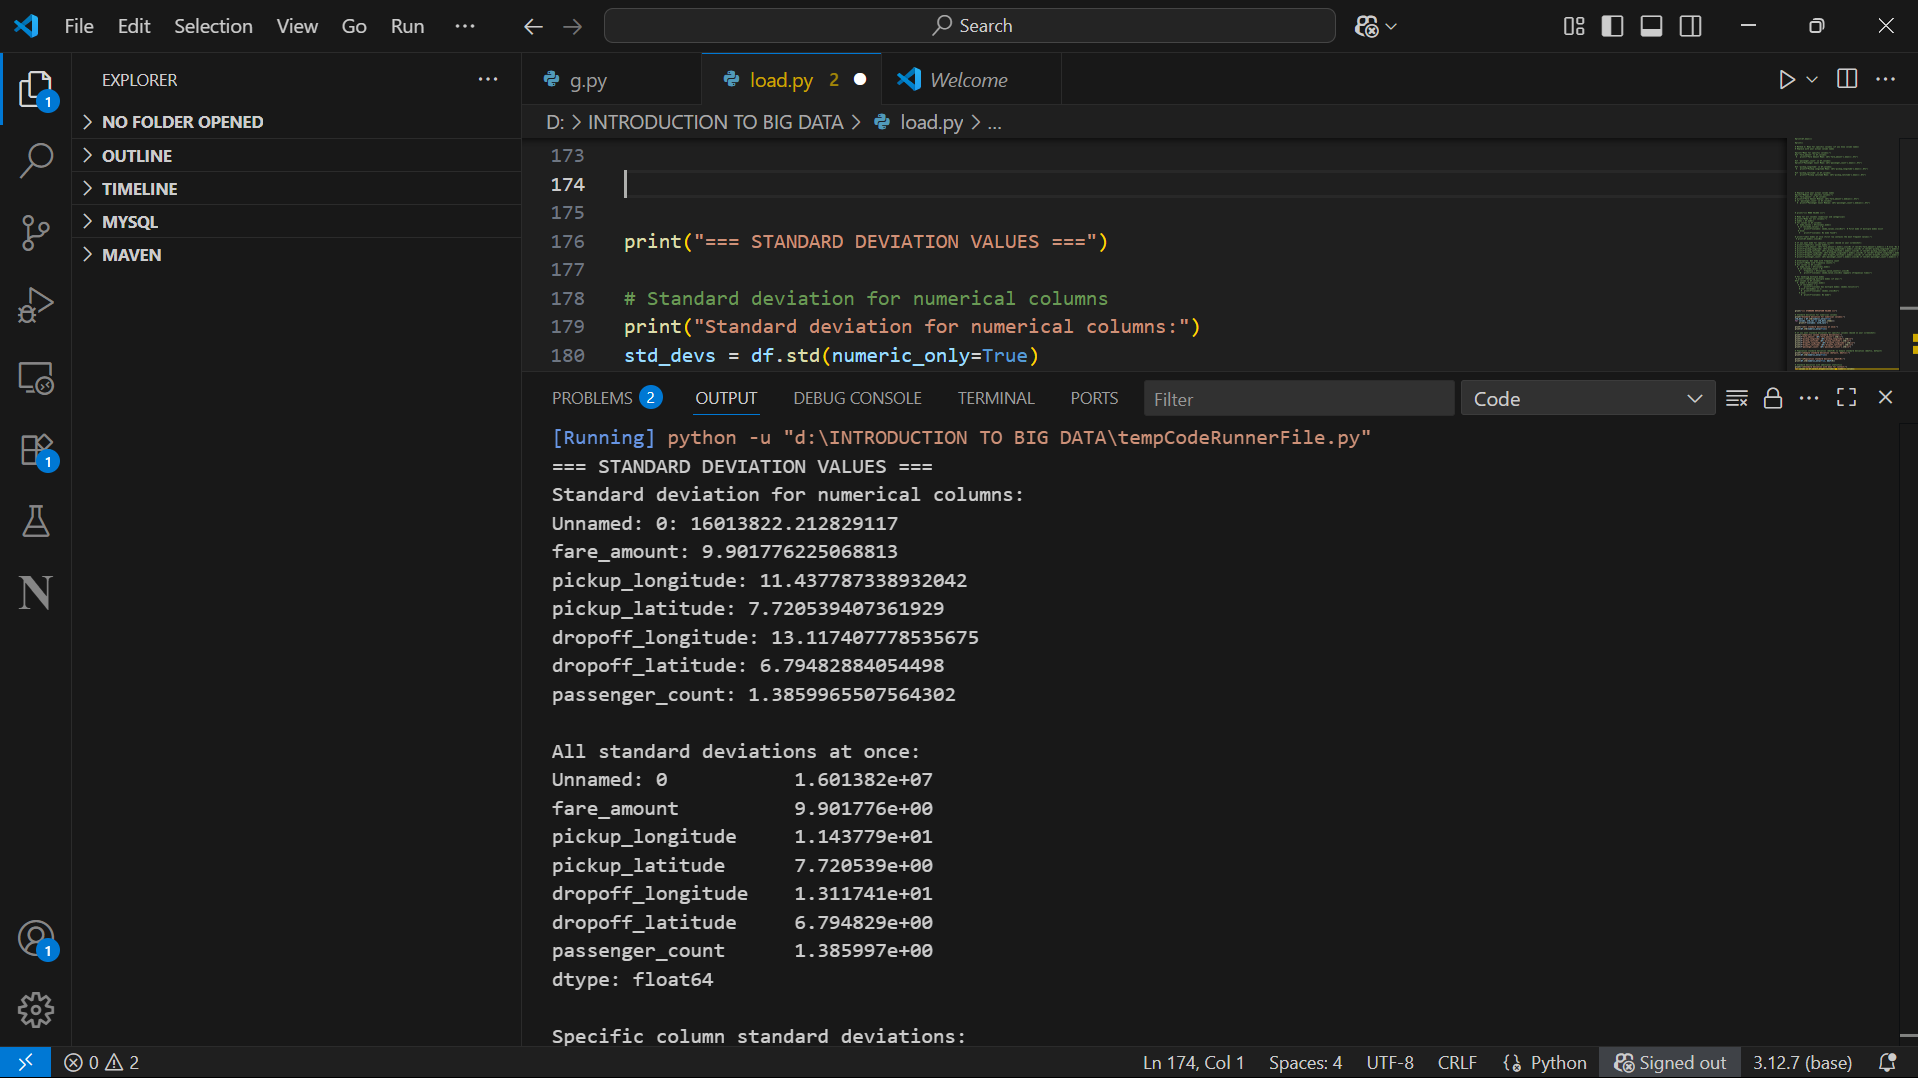 File Edit Selection View Go Run ...
Search
EXPLORER ...
NO FOLDER OPENED
OUTLINE
TIMELINE
MYSQL
MAVEN
1
1
N
1
g.py
load.py 2
Welcome
D: > INTRODUCTION TO BIG DATA > load.py > ...
173
174
175
176 print("=== STANDARD DEVIATION VALUES ===")
177
178 # Standard deviation for numerical columns
179 print("Standard deviation for numerical columns:")
180 std_devs = df.std(numeric_only=True)
PROBLEMS 2 OUTPUT DEBUG CONSOLE TERMINAL PORTS Filter Code
[Running] python -u "d:\INTRODUCTION TO BIG DATA\tempCodeRunnerFile.py"
=== STANDARD DEVIATION VALUES ===
Standard deviation for numerical columns:
Unnamed: 0: 16013822.212829117
fare_amount: 9.901776225068813
pickup_longitude: 11.437787338932042
pickup_latitude: 7.720539407361929
dropoff_longitude: 13.117407778535675
dropoff_latitude: 6.79482884054498
passenger_count: 1.3859965507564302
All standard deviations at once:
Unnamed: 0 1.601382e+07
fare_amount 9.901776e+00
pickup_longitude 1.143779e+01
pickup_latitude 7.720539e+00
dropoff_longitude 1.311741e+01
dropoff_latitude 6.794829e+00
passenger_count 1.385997e+00
dtype: float64
Specific column standard deviations:
0 2
Ln 174, Col 1 Spaces: 4 UTF-8 CRLF Python Signed out 3.12.7 (base)